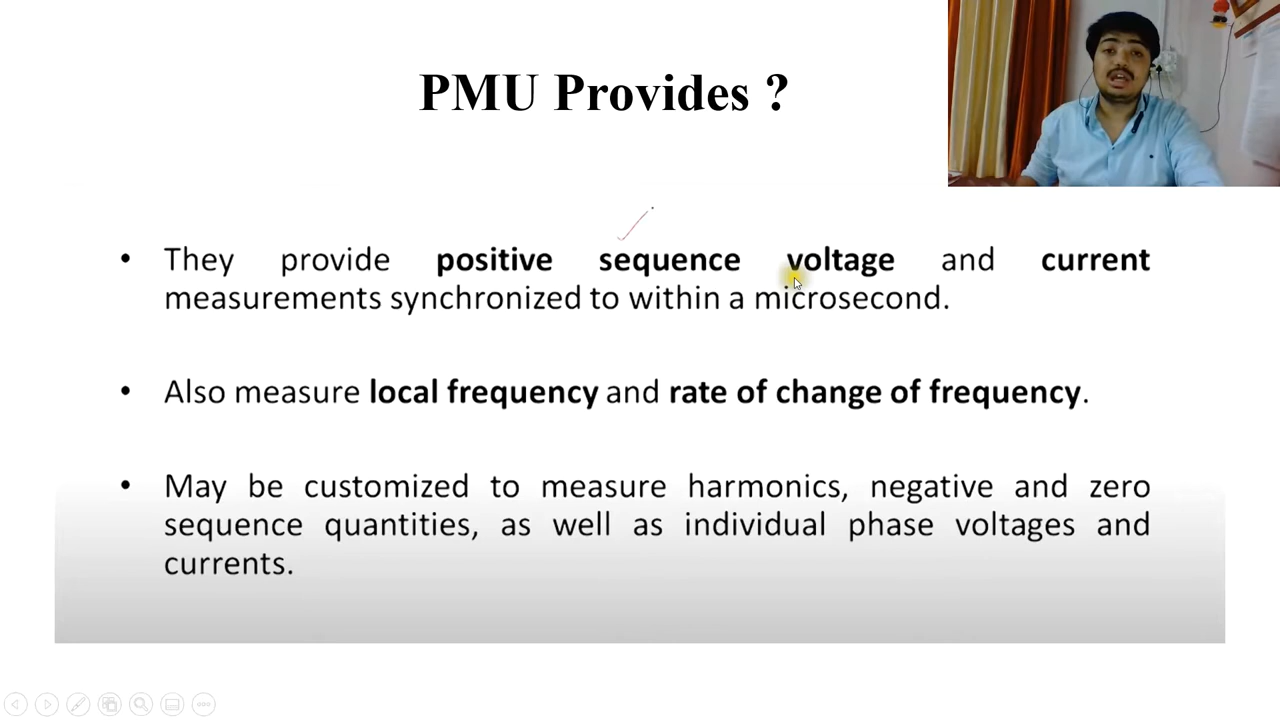 PMU Provides ?
• They provide positive sequence voltage and current
measurements synchronized to within a microsecond.
• Also measure local frequency and rate of change of frequency.
• May be customized to measure harmonics, negative and zero
sequence quantities, as well as individual phase voltages and
currents.